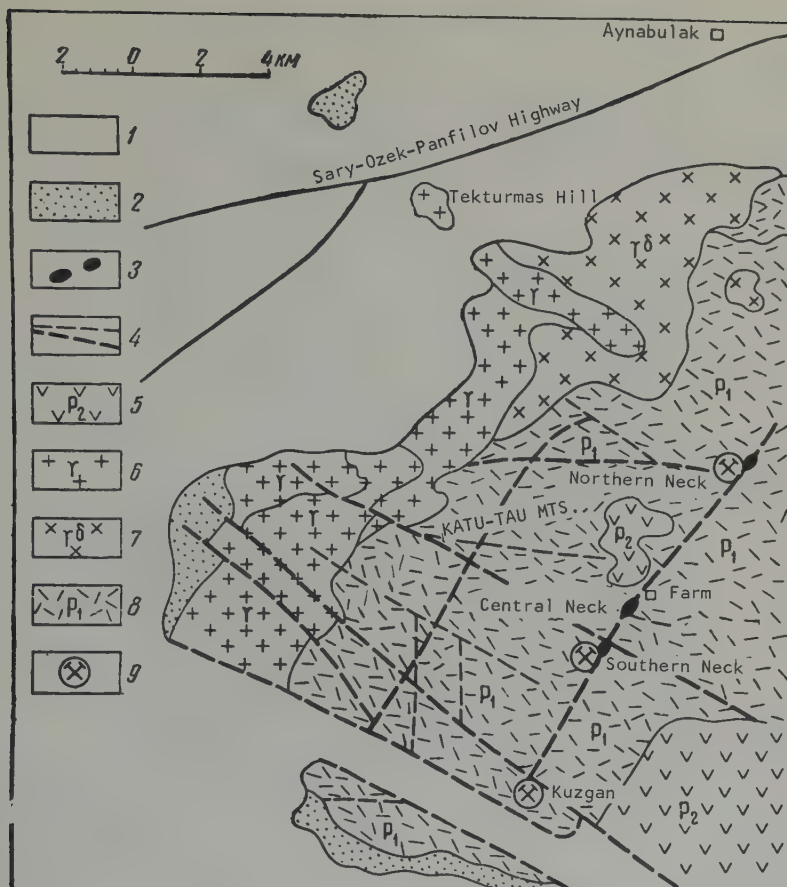 Aynabulak
2 0 2 4 км
Sary-Ozek-Panfilov Highway
1
2
Tekturmas Hill
3
γδ
γ
4
P₂ 5
P₁
γ
γ 6
P₁
Northern Neck
γδ 7
γ
γ
KATU-TAU MTS.
P₂
P₁
P₁ 8
Farm
Central Neck
γ
9
Southern Neck
P₁
P₁
Kuzgan
P₂
P₁